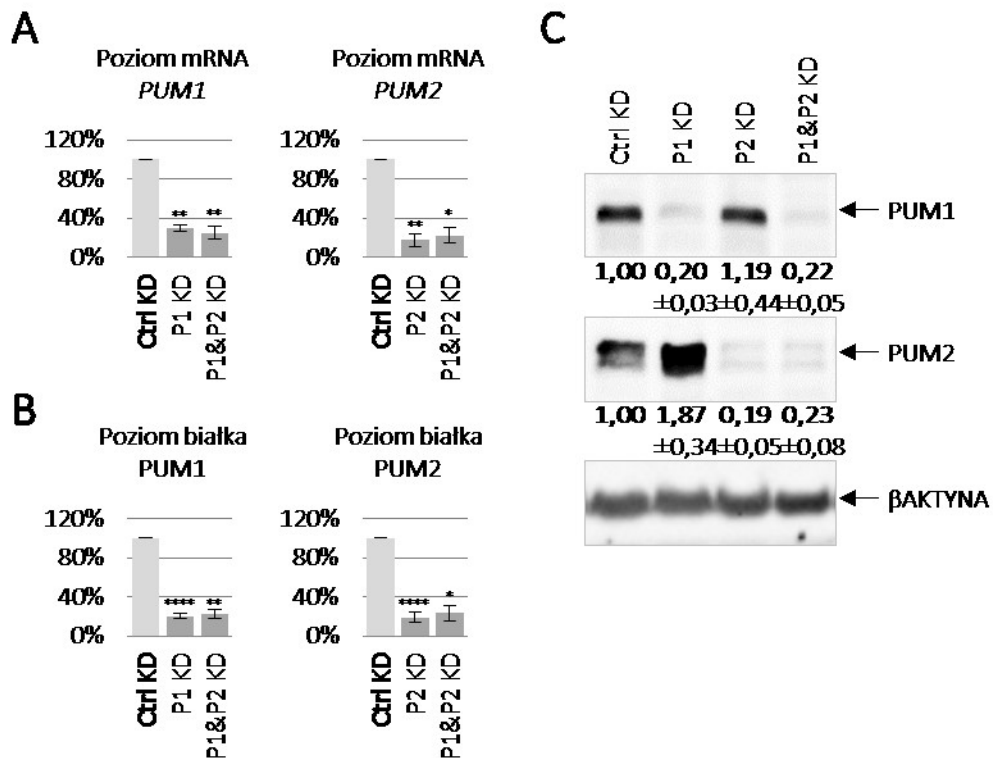 A
Poziom mRNA
PUM1
120%
80%
40%
0%
**
**
Ctrl KD
P1 KD
P1&P2 KD
Poziom mRNA
PUM2
120%
80%
40%
0%
**
*
Ctrl KD
P2 KD
P1&P2 KD
B
Poziom białka
PUM1
120%
80%
40%
0%
****
**
Ctrl KD
P1 KD
P1&P2 KD
Poziom białka
PUM2
120%
80%
40%
0%
****
*
Ctrl KD
P2 KD
P1&P2 KD
C
Ctrl KD
P1 KD
P2 KD
P1&P2 KD
PUM1
1,00 0,20 1,19 0,22
±0,03 ±0,44 ±0,05
PUM2
1,00 1,87 0,19 0,23
±0,34 ±0,05 ±0,08
βAKTYNA